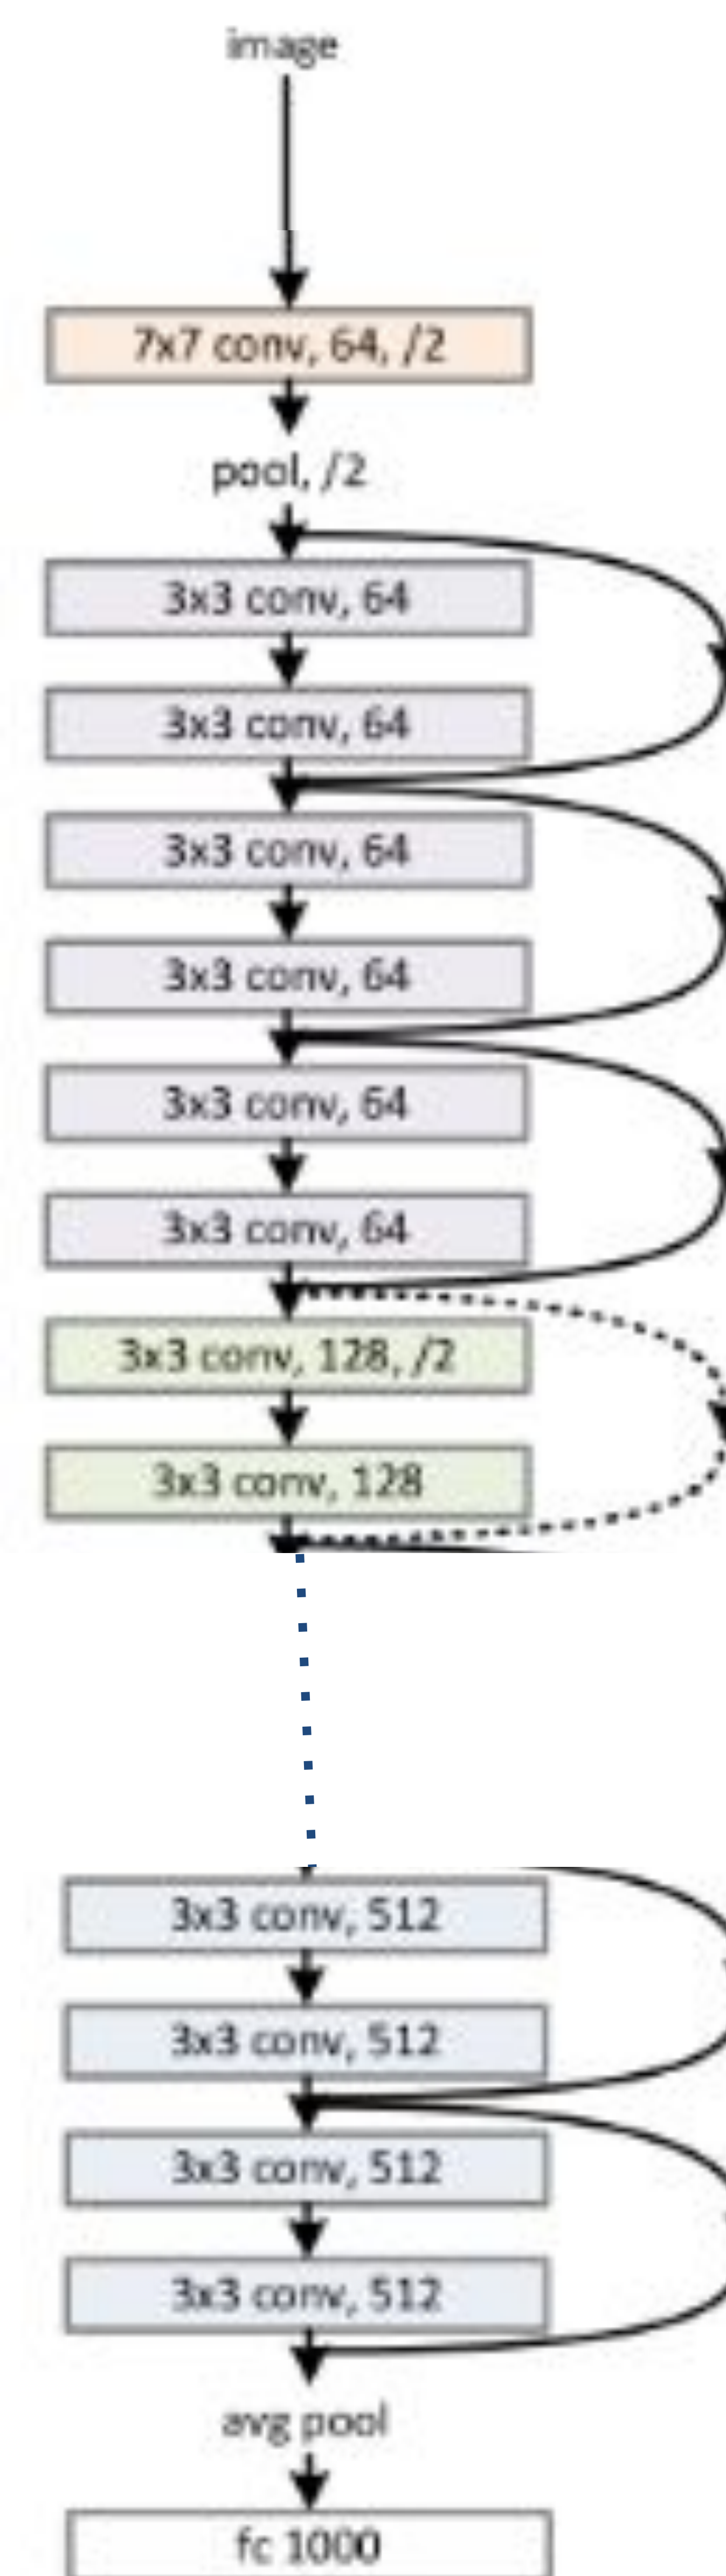 image
7x7 conv, 64, /2
pool, /2
3x3 conv, 64
3x3 conv, 64
3x3 conv, 64
3x3 conv, 64
3x3 conv, 64
3x3 conv, 64
3x3 conv, 128, /2
3x3 conv, 128
3x3 conv, 512
3x3 conv, 512
3x3 conv, 512
3x3 conv, 512
avg pool
fc 1000